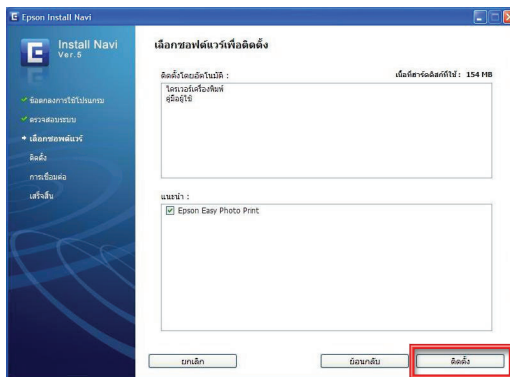 Epson Install Navi
Install Navi
Ver.5
ข้อตกลงการใช้โปรแกรม
ตรวจสอบระบบ
เลือกซอฟต์แวร์
ติดตั้ง
การเชื่อมต่อ
เสร็จสิ้น
เลือกซอฟต์แวร์เพื่อติดตั้ง
ติดตั้งโดยอัตโนมัติ :
เนื้อที่ฮาร์ดดิสก์ที่ใช้ : 154 MB
ไดรเวอร์เครื่องพิมพ์
คู่มือผู้ใช้
แนะนำ :
Epson Easy Photo Print
ยกเลิก
ย้อนกลับ
ติดตั้ง